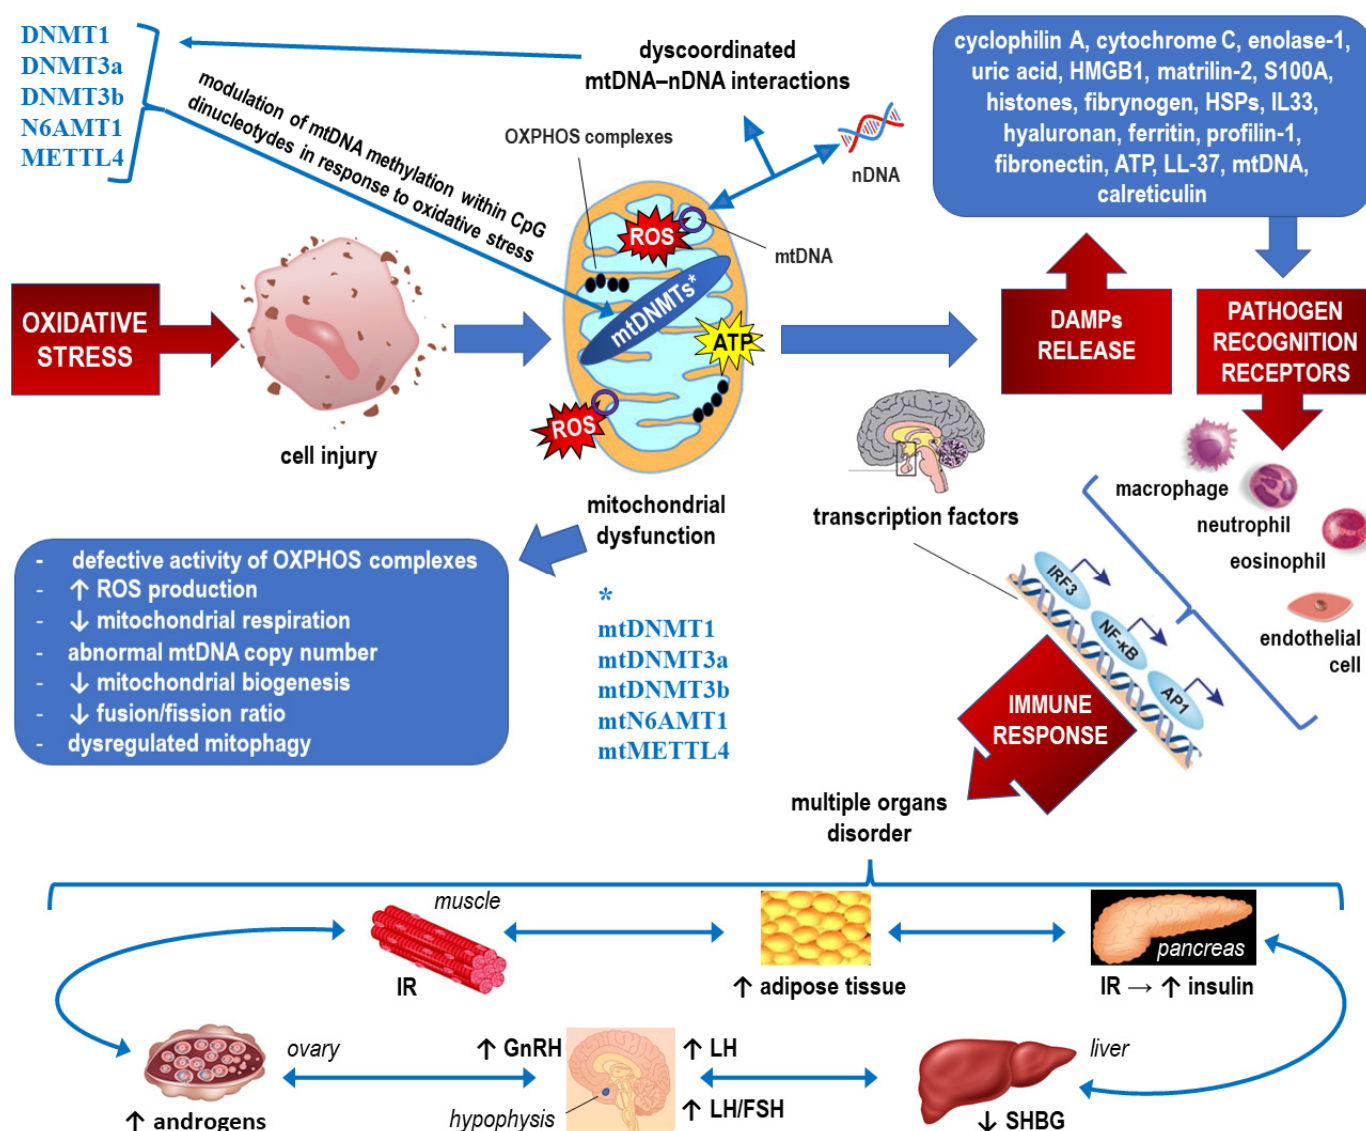 DNMT1
DNMT3a
DNMT3b
N6AMT1
METTL4
modulation of mtDNA methylation within CpG
dinucleotydes in response to oxidative stress
dyscoordinated
mtDNA–nDNA interactions
OXPHOS complexes
nDNA
mtDNA
ROS
mtDNMTs*
ATP
ROS
cyclophilin A, cytochrome C, enolase-1,
uric acid, HMGB1, matrilin-2, S100A,
histones, fibrynogen, HSPs, IL33,
hyaluronan, ferritin, profilin-1,
fibronectin, ATP, LL-37, mtDNA,
calreticulin
OXIDATIVE
STRESS
cell injury
mitochondrial
dysfunction
DAMPs
RELEASE
PATHOGEN
RECOGNITION
RECEPTORS
macrophage
neutrophil
eosinophil
endothelial
cell
transcription factors
IRF3
NF-κB
AP1
IMMUNE
RESPONSE
- defective activity of OXPHOS complexes
- ↑ ROS production
- ↓ mitochondrial respiration
- abnormal mtDNA copy number
- ↓ mitochondrial biogenesis
- ↓ fusion/fission ratio
- dysregulated mitophagy
*
mtDNMT1
mtDNMT3a
mtDNMT3b
mtN6AMT1
mtMETTL4
multiple organs
disorder
muscle
IR
↑ adipose tissue
pancreas
IR → ↑ insulin
ovary
↑ androgens
↑ GnRH
hypophysis
↑ LH
↑ LH/FSH
liver
↓ SHBG